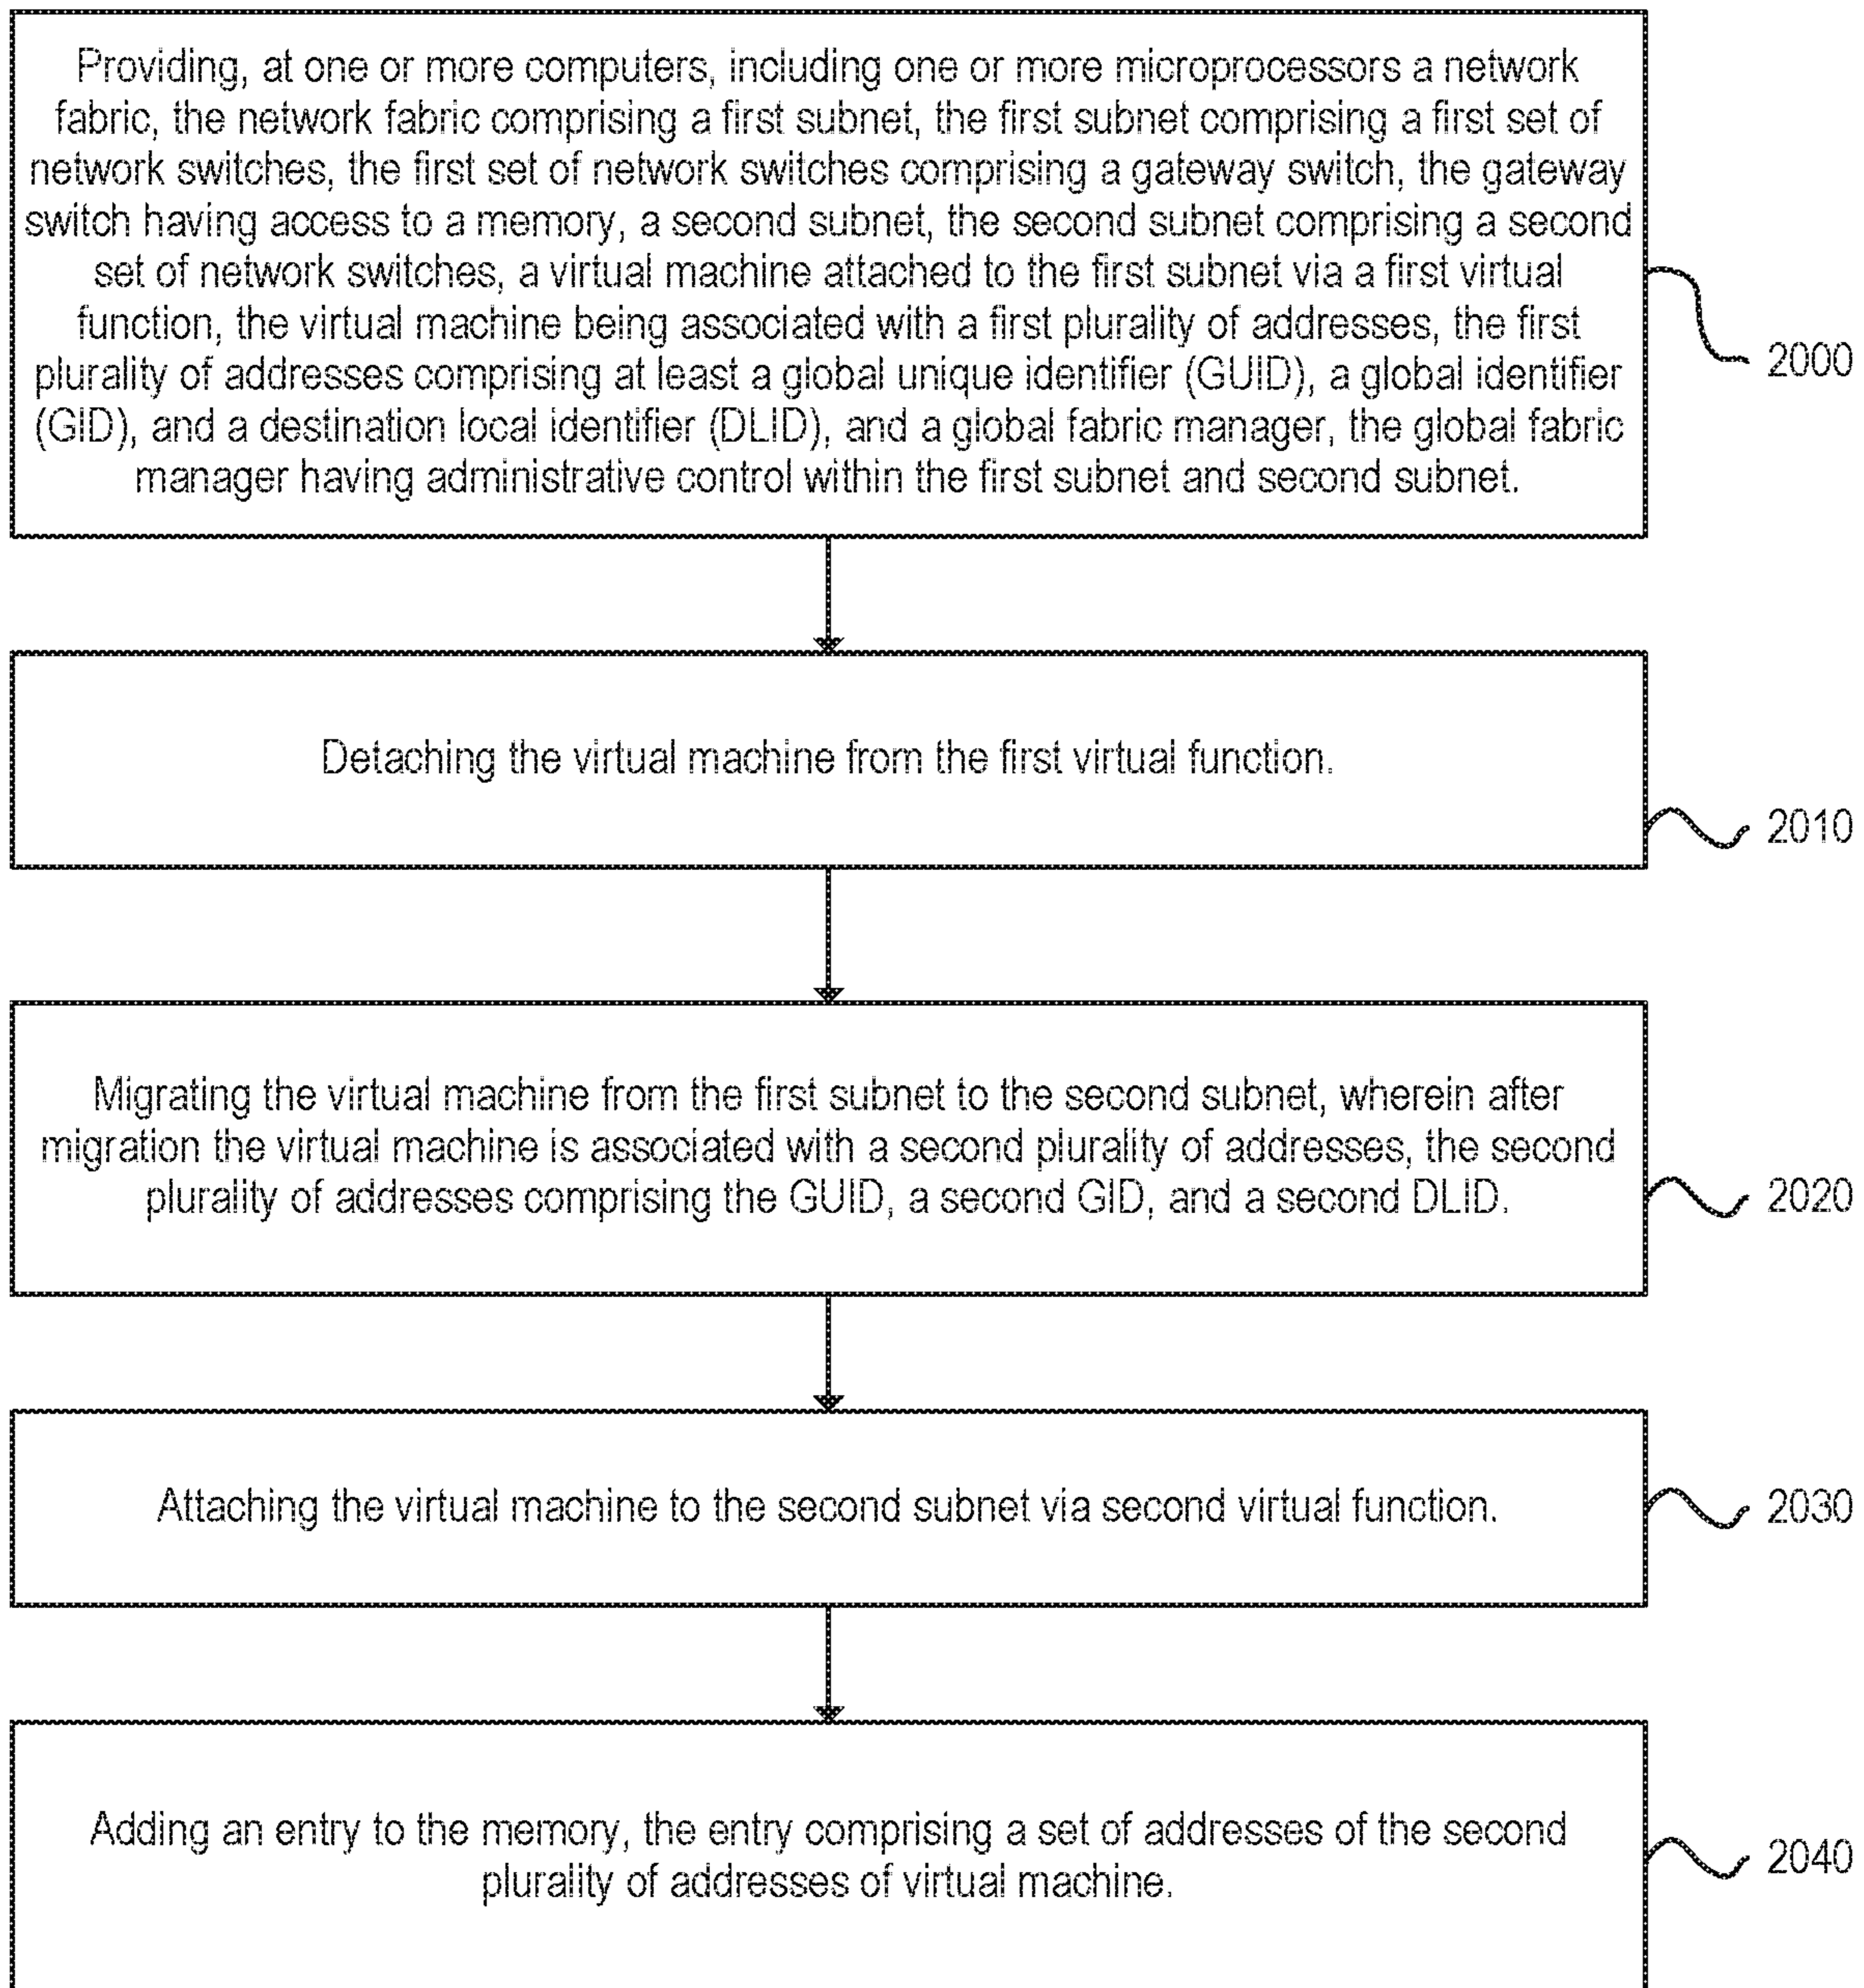 Providing, at one or more computers, including one or more microprocessors a network
fabric, the network fabric comprising a first subnet, the first subnet comprising a first set of
network switches, the first set of network switches comprising a gateway switch, the gateway
switch having access to a memory, a second subnet, the second subnet comprising a second
set of network switches, a virtual machine attached to the first subnet via a first virtual
function, the virtual machine being associated with a first plurality of addresses, the first
plurality of addresses comprising at least a global unique identifier (GUID), a global identifier
(GID), and a destination local identifier (DLID), and a global fabric manager, the global fabric
manager having administrative control within the first subnet and second subnet.
2000
Detaching the virtual machine from the first virtual function.
2010
Migrating the virtual machine from the first subnet to the second subnet, wherein after
migration the virtual machine is associated with a second plurality of addresses, the second
plurality of addresses comprising the GUID, a second GID, and a second DLID.
2020
Attaching the virtual machine to the second subnet via second virtual function.
2030
Adding an entry to the memory, the entry comprising a set of addresses of the second
plurality of addresses of virtual machine.
2040